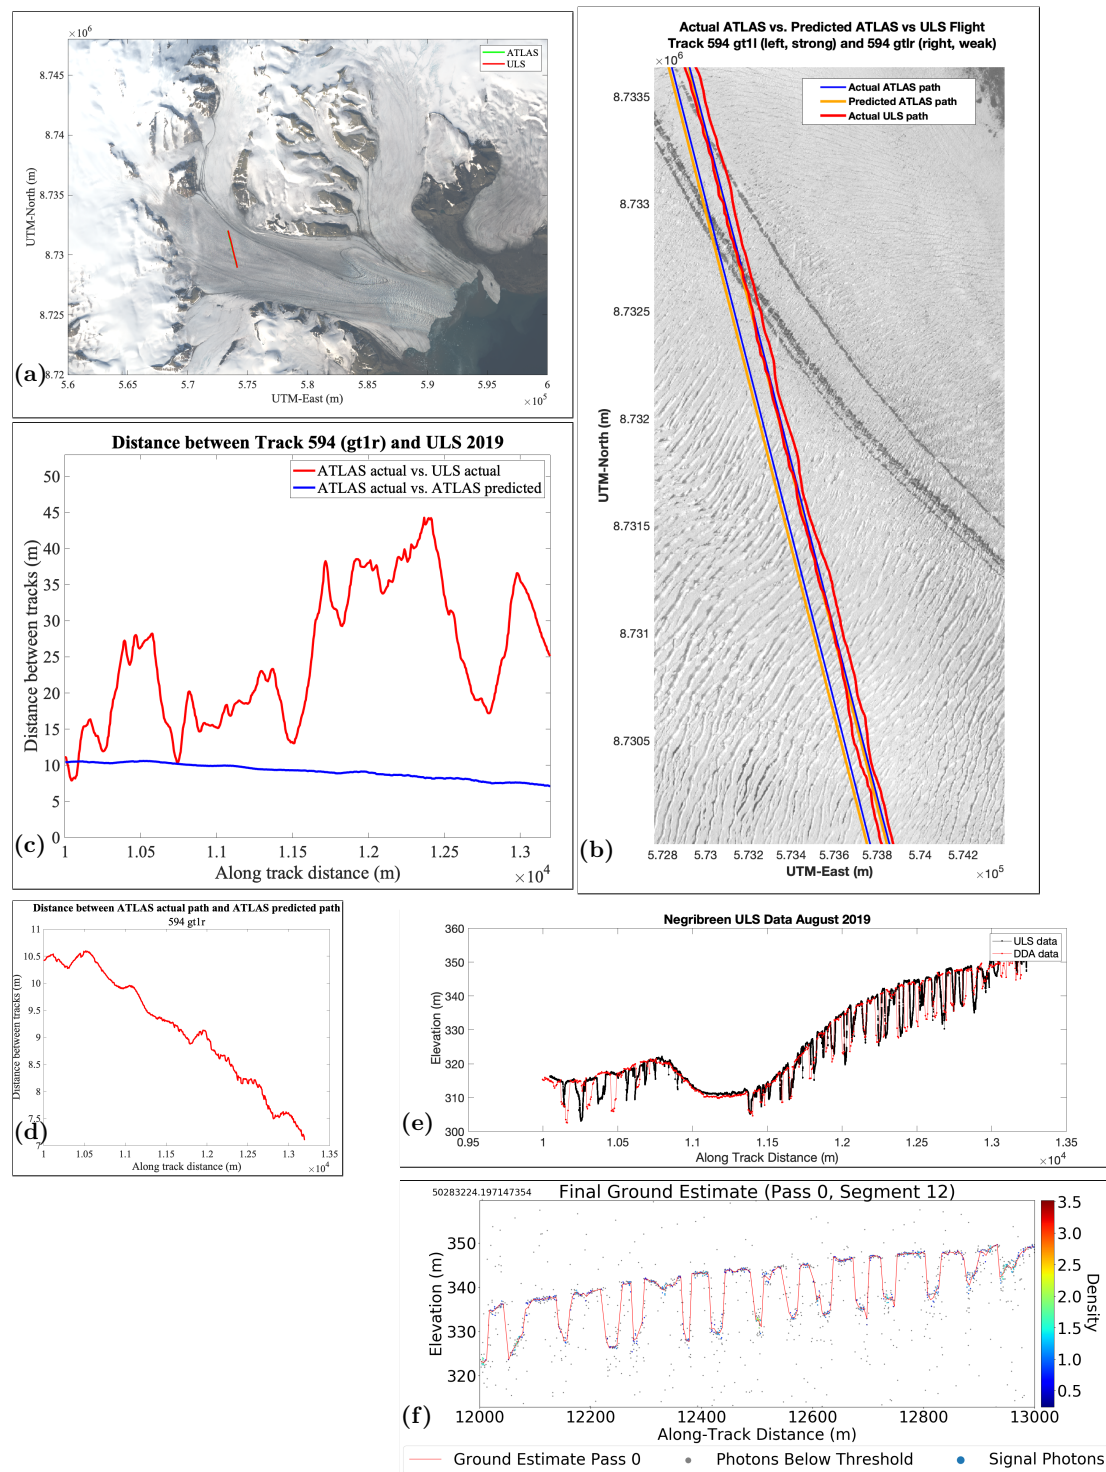 ×10⁶
8.745
8.74
8.735
8.73
8.725
8.72
UTM-North (m)
ATLAS
ULS
5.6
5.65
5.7
5.75
5.8
5.85
5.9
5.95
6
×10⁵
UTM-East (m)
(a)
Actual ATLAS vs. Predicted ATLAS vs ULS Flight
Track 594 gt1l (left, strong) and 594 gtlr (right, weak)
×10⁶
Actual ATLAS path
Predicted ATLAS path
Actual ULS path
8.7335
8.733
8.7325
8.732
8.7315
8.731
8.7305
UTM-North (m)
5.728
5.73
5.732
5.734
5.736
5.738
5.74
5.742
UTM-East (m)
×10⁵
(b)
Distance between Track 594 (gt1r) and ULS 2019
ATLAS actual vs. ULS actual
ATLAS actual vs. ATLAS predicted
50
45
40
35
30
25
20
15
10
5
0
Distance between tracks (m)
1
1.05
1.1
1.15
1.2
1.25
1.3
Along track distance (m)
×10⁴
(c)
Distance between ATLAS actual path and ATLAS predicted path
594 gt1r
11
10.5
10
9.5
9
8.5
8
7.5
7
Distance between tracks (m)
1
1.05
1.1
1.15
1.2
1.25
1.3
1.35
Along track distance (m)
×10⁴
(d)
Negribreen ULS Data August 2019
ULS data
DDA data
360
350
340
330
320
310
300
Elevation (m)
0.95
1
1.05
1.1
1.15
1.2
1.25
1.3
1.35
Along Track Distance (m)
×10⁴
(e)
50283224.197147354
Final Ground Estimate (Pass 0, Segment 12)
350
340
330
320
Elevation (m)
12000
12200
12400
12600
12800
13000
Along-Track Distance (m)
3.5
3.0
2.5
2.0
1.5
1.0
0.5
Density
(f)
Ground Estimate Pass 0
Photons Below Threshold
Signal Photons